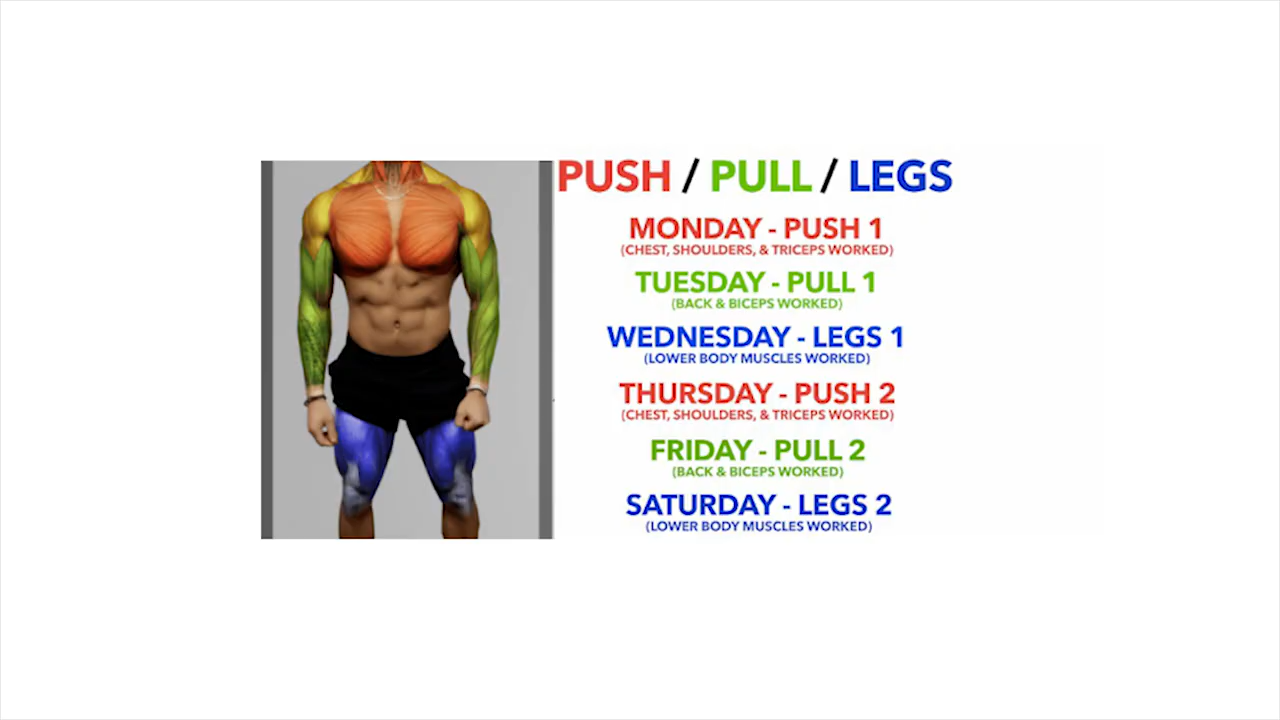 PUSH / PULL / LEGS
MONDAY - PUSH 1
(CHEST, SHOULDERS, & TRICEPS WORKED)
TUESDAY - PULL 1
(BACK & BICEPS WORKED)
WEDNESDAY - LEGS 1
(LOWER BODY MUSCLES WORKED)
THURSDAY - PUSH 2
(CHEST, SHOULDERS, & TRICEPS WORKED)
FRIDAY - PULL 2
(BACK & BICEPS WORKED)
SATURDAY - LEGS 2
(LOWER BODY MUSCLES WORKED)